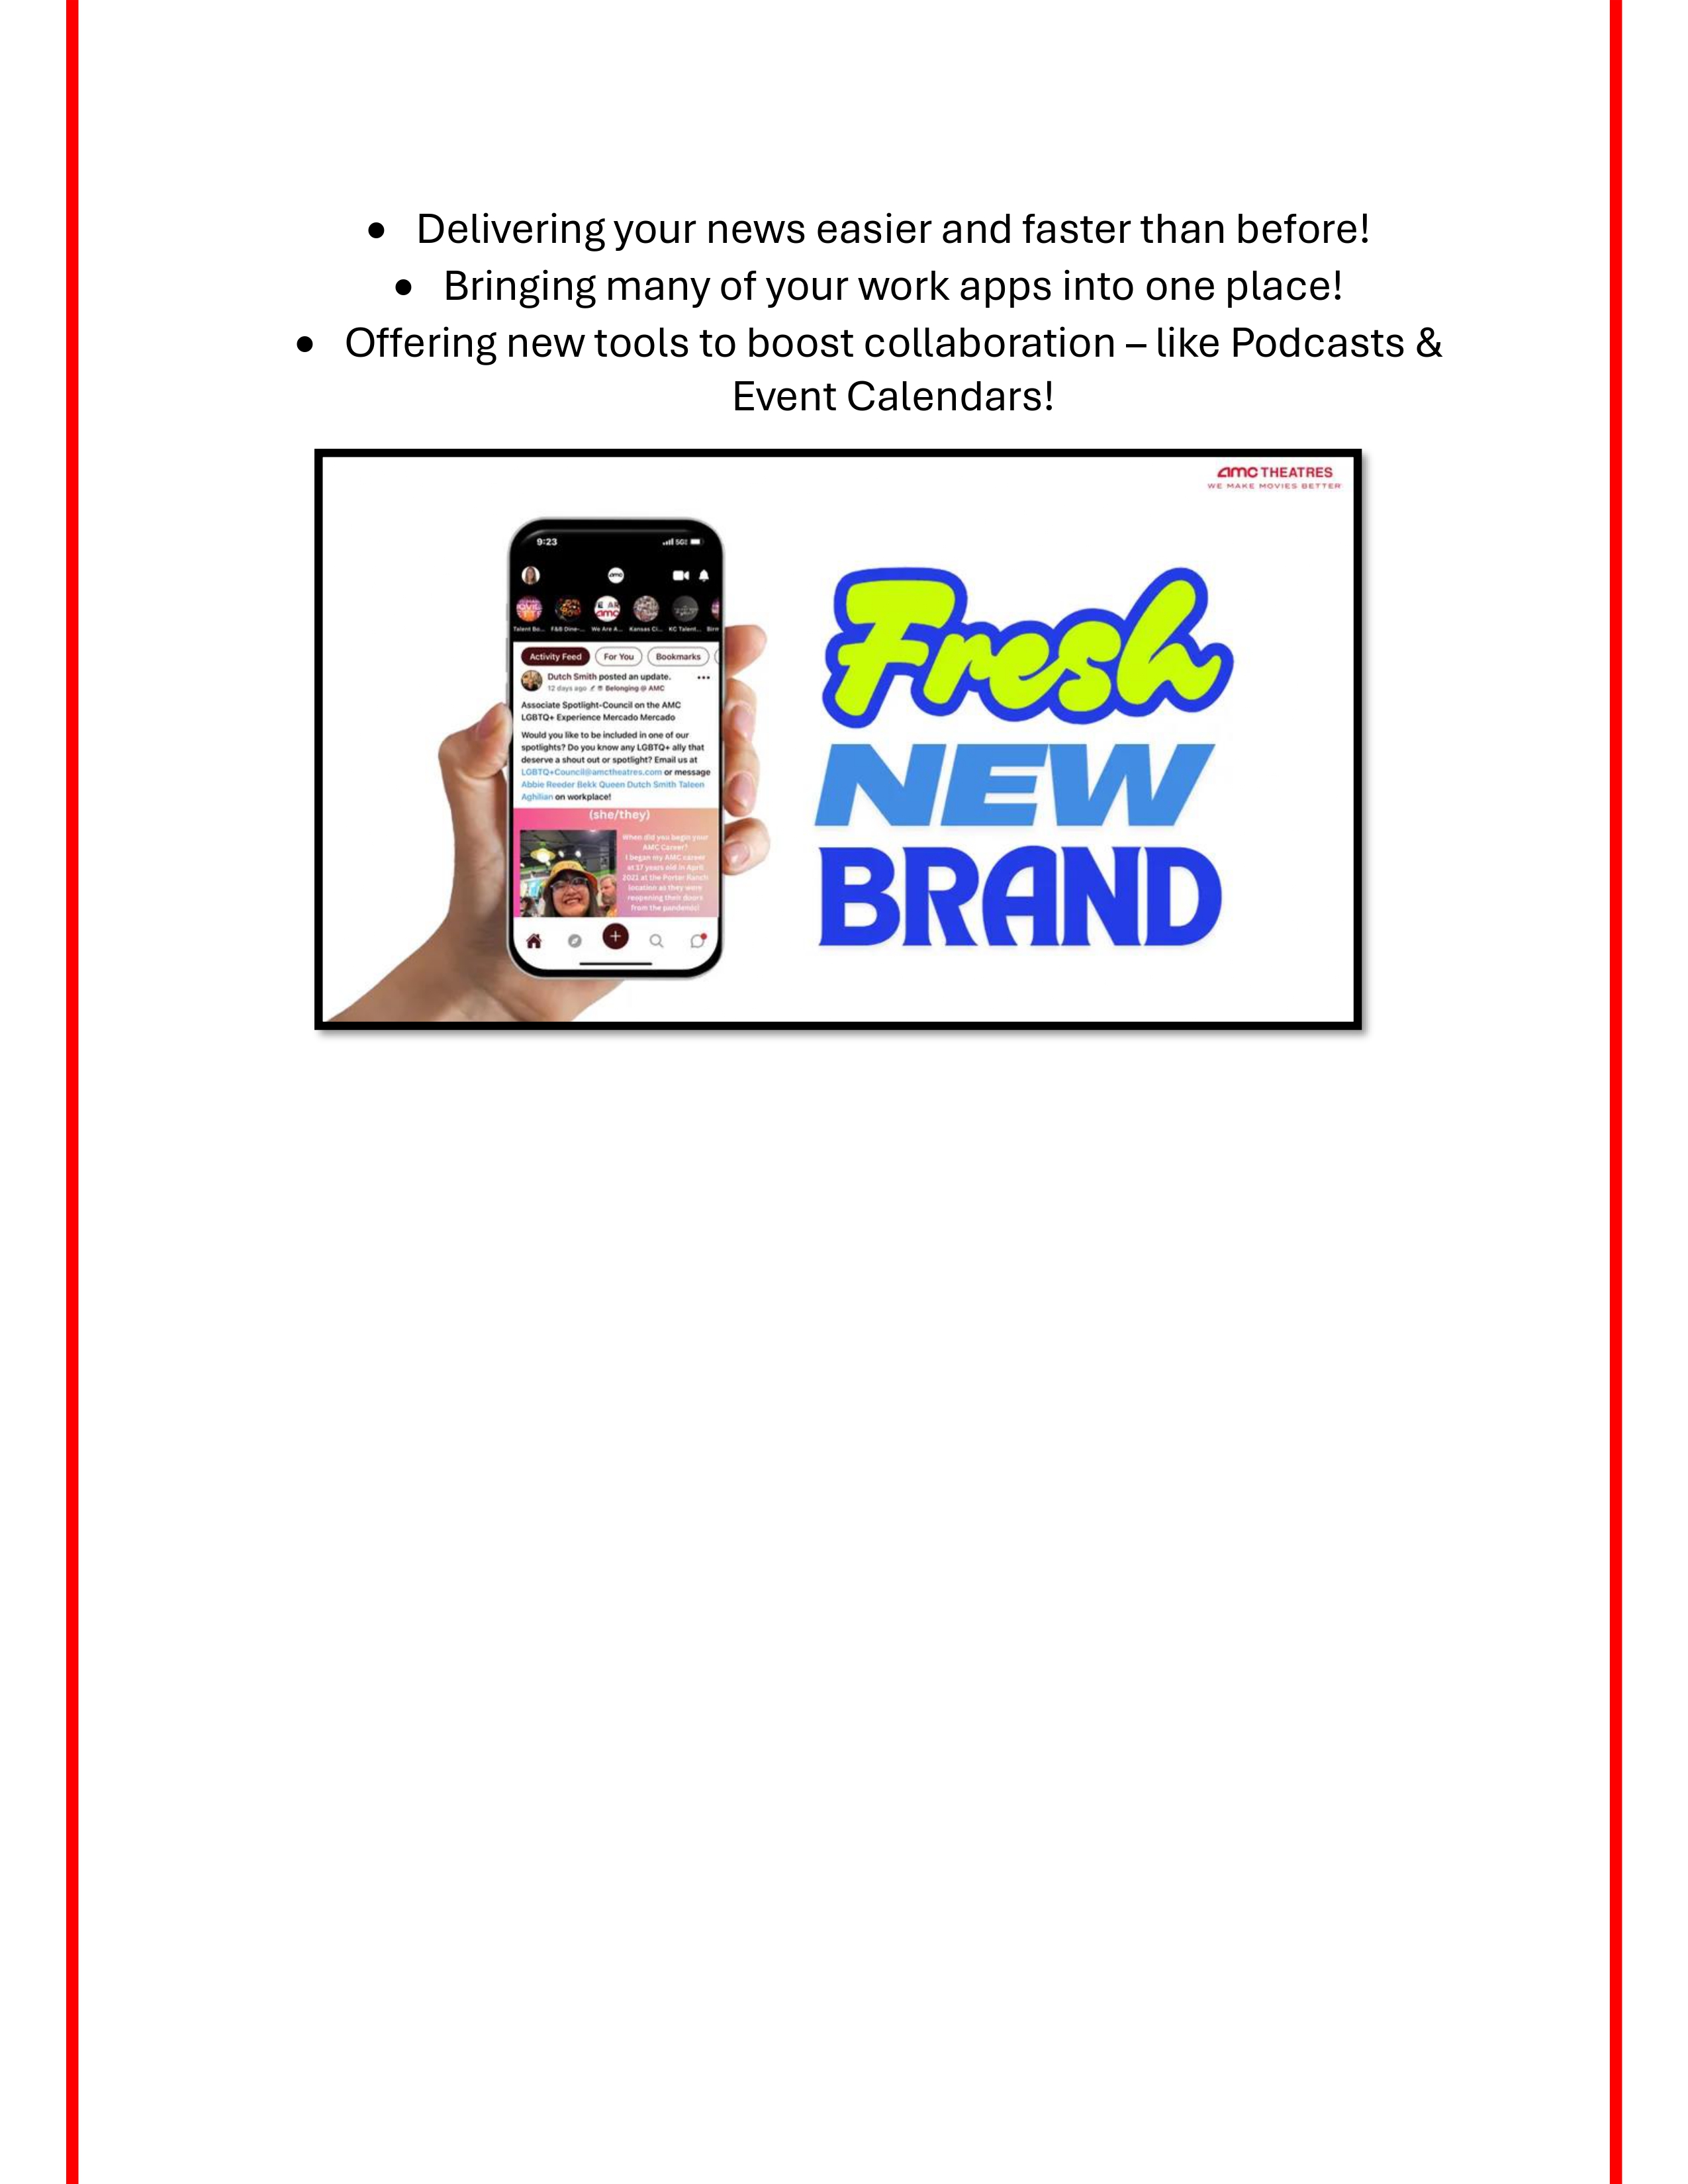 • Delivering your news easier and faster than before!
• Bringing many of your work apps into one place!
• Offering new tools to boost collaboration – like Podcasts &
Event Calendars!
amc THEATRES
WE MAKE MOVIES BETTER
9:23
5G
amc
Talent Bo... F&B Dine-... We Are A... Kansas Ci... KC Talent...
Activity Feed For You Bookmarks
Dutch Smith posted an update.
12 days ago Belonging @ AMC
Associate Spotlight-Council on the AMC
LGBTQ+ Experience Mercado Mercado
Would you like to be included in one of our
spotlights? Do you know any LGBTQ+ ally that
deserve a shout out or spotlight? Email us at
LGBTQ+Council@amctheatres.com or message
Abbie Reeder Bekk Queen Dutch Smith Taleen
Aghilian on workplace!
(she/they)
When did you begin your
AMC Career?
I began my AMC career
at 17 years old in April
2021 at the Porter Ranch
location as they were
reopening their doors
from the pandemic!
Fresh
NEW
BRAND